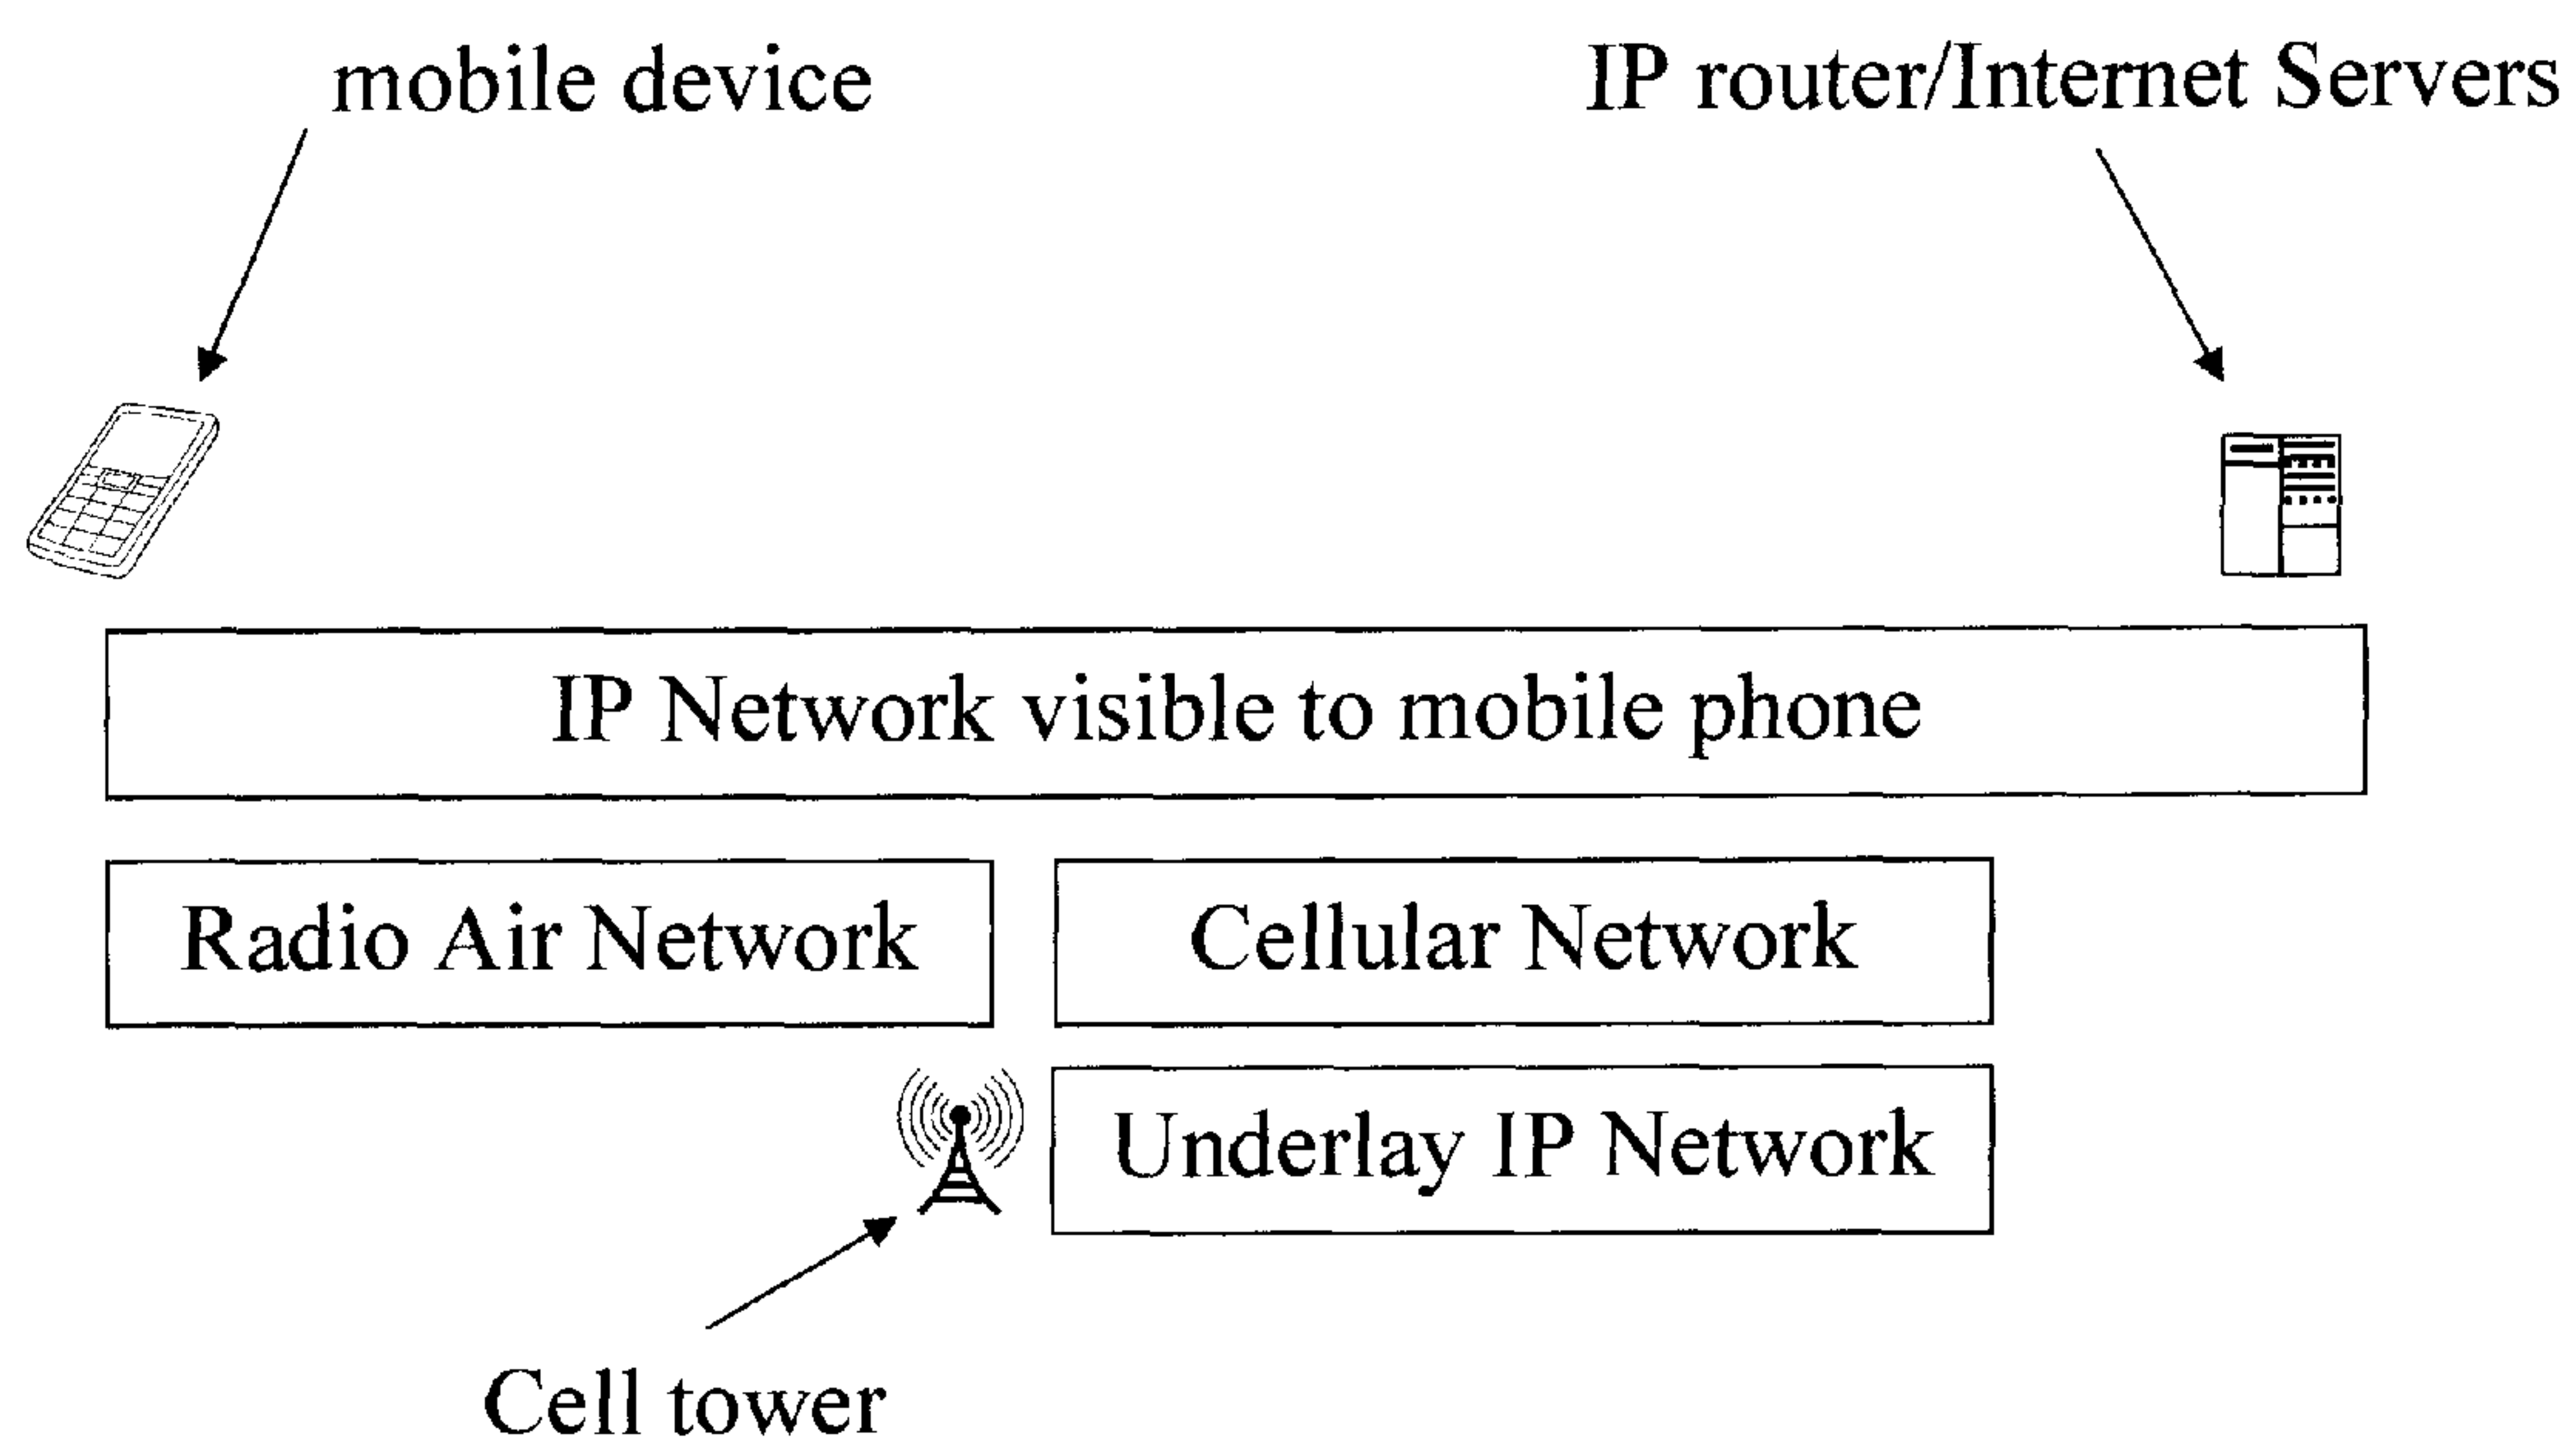 mobile device
IP router/Internet Servers
IP Network visible to mobile phone
Radio Air Network
Cellular Network
Underlay IP Network
Cell tower